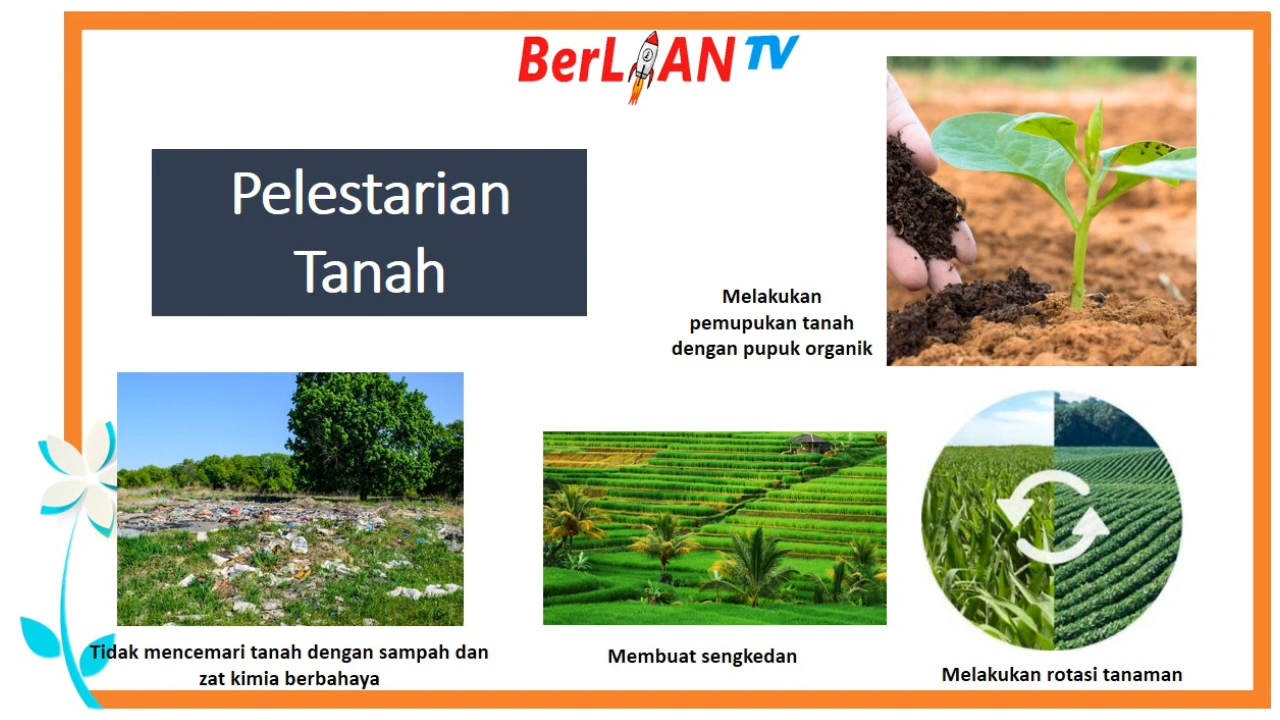 BerLIAN TV
Pelestarian
Tanah
Melakukan
pemupukan tanah
dengan pupuk organik
Tidak mencemari tanah dengan sampah dan
zat kimia berbahaya
Membuat sengkedan
Melakukan rotasi tanaman